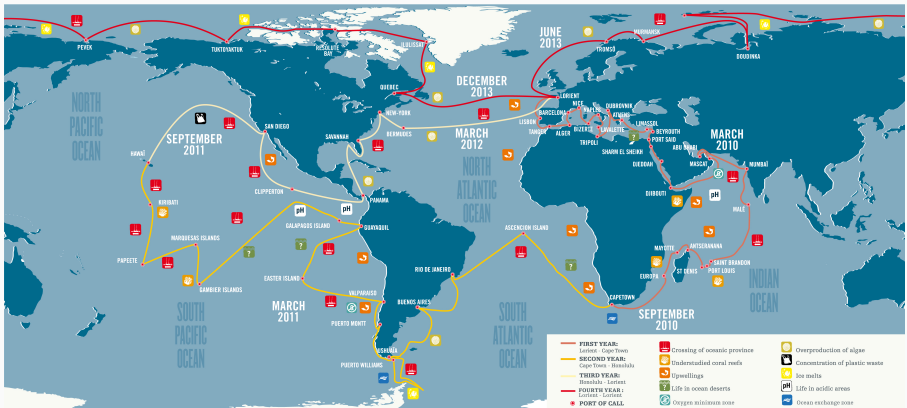 PEVEK
TUKTOYAKTUK
RESOLUTE
BAY
ILULISSAT
JUNE
2013
TROMSÖ
MURMANSK
DOUDINKA
NORTH
PACIFIC
OCEAN
DECEMBER
2013
QUEBEC
LORIENT
NEW-YORK
BERMUDES
SAVANNAH
SAN DIEGO
SEPTEMBER
2011
HAWAÏ
MARCH
2012
LISBON
BARCELONA
NICE
NAPLES
DUBROVNIK
ATHENS
TANGER
ALGER
BIZERTE
LAVALETTE
TRIPOLI
LIMASSOL
BEYROUTH
PORT SAID
SHARM EL SHEIKH
DJEDDAH
ABU DHABI
MASCAT
MARCH
2010
MUMBAÏ
DJIBOUTI
MALE
NORTH
ATLANTIC
OCEAN
CLIPPERTON
PANAMA
KIRIBATI
pH
pH
pH
GALAPAGOS ISLAND
GUAYAQUIL
MARQUESAS ISLANDS
PAPEETE
GAMBIER ISLANDS
EASTER ISLAND
ASCENCION ISLAND
RIO DE JANEIRO
MAYOTTE
ANTSERANANA
SAINT BRANDON
EUROPA
ST DENIS
PORT LOUIS
INDIAN
OCEAN
VALPARAISO
BUENOS AIRES
CAPETOWN
MARCH
2011
SOUTH
PACIFIC
OCEAN
SOUTH
ATLANTIC
OCEAN
SEPTEMBER
2010
PUERTO MONTT
USHUAIA
PUERTO WILLIAMS
FIRST YEAR:
Lorient - Cape Town
SECOND YEAR:
Cape Town - Honolulu
THIRD YEAR:
Honolulu - Lorient
FOURTH YEAR :
Lorient - Lorient
PORT OF CALL
Crossing of oceanic province
Understudied coral reefs
Upwellings
? Life in ocean deserts
Oxygen minimum zone
Overproduction of algae
Concentration of plastic wastes
Ice melts
pH Life in acidic areas
Ocean exchange zone